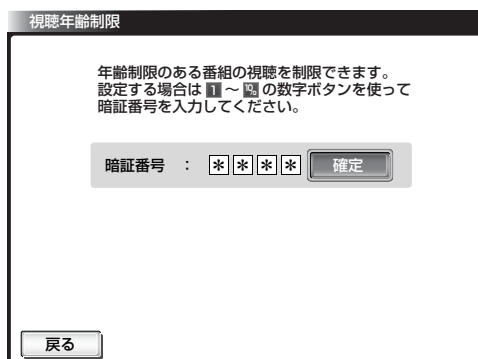 視聴年齢制限
年齢制限のある番組の視聴を制限できます。
設定する場合は 1 ~ 10 の数字ボタンを使って
暗証番号を入力してください。
暗証番号 : * * * * 確定
戻る